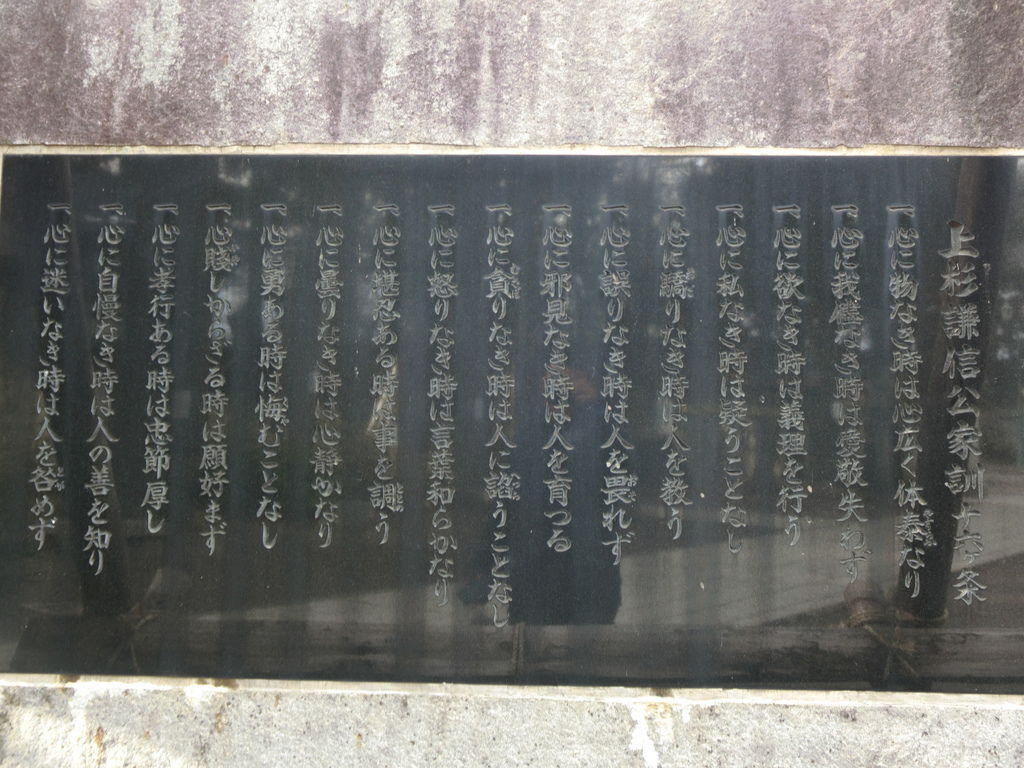 上杉謙信公家訓十六ヶ条
一、心に物なき時は心広く体泰なり
一、心に我儘なき時は愛敬失わず
一、心に欲なき時は義理を行う
一、心に私なき時は疑うことなし
一、心に驕りなき時は人を敬う
一、心に誤りなき時は人を畏れず
一、心に邪見なき時は人を育つる
一、心に貪りなき時は人に諂うことなし
一、心に怒りなき時は言葉和らかなり
一、心に堪忍ある時は事を調う
一、心に曇りなき時は心静かなり
一、心に勇ある時は悔むことなし
一、心賤しからざる時は願好まず
一、心に孝行ある時は忠節厚し
一、心に自慢なき時は人の善を知り
一、心に迷いなき時は人を咎めず